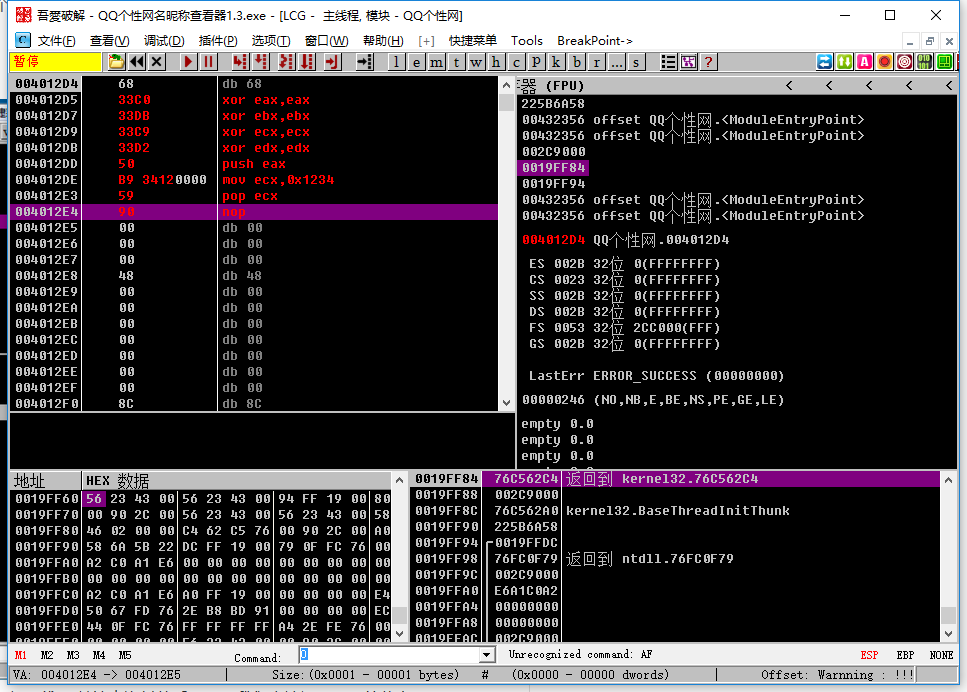 吾愛破解 - QQ个性网名昵称查看器1.3.exe - [LCG - 主线程, 模块 - QQ个性网]
文件(F) 查看(V) 调试(D) 插件(P) 选项(T) 窗口(W) 帮助(H) [+] 快捷菜单 Tools BreakPoint->
暂停 l e m t w h c P k b r ... s ?
004012D4 68 db 68
004012D5 33C0 xor eax,eax
004012D7 33DB xor ebx,ebx
004012D9 33C9 xor ecx,ecx
004012DB 33D2 xor edx,edx
004012DD 50 push eax
004012DE B9 34120000 mov ecx,0x1234
004012E3 59 pop ecx
004012E4 90 nop
004012E5 00 db 00
004012E6 00 db 00
004012E7 00 db 00
004012E8 48 db 48
004012E9 00 db 00
004012EA 00 db 00
004012EB 00 db 00
004012EC 00 db 00
004012ED 00 db 00
004012EE 00 db 00
004012EF 00 db 00
004012F0 8C db 8C
器 (FPU) < < < < <
225B6A58
00432356 offset QQ个性网.<ModuleEntryPoint>
00432356 offset QQ个性网.<ModuleEntryPoint>
002C9000
0019FF84
0019FF94
00432356 offset QQ个性网.<ModuleEntryPoint>
00432356 offset QQ个性网.<ModuleEntryPoint>
004012D4 QQ个性网.004012D4
ES 002B 32位 0(FFFFFFFF)
CS 0023 32位 0(FFFFFFFF)
SS 002B 32位 0(FFFFFFFF)
DS 002B 32位 0(FFFFFFFF)
FS 0053 32位 2CC000(FFF)
GS 002B 32位 0(FFFFFFFF)
LastErr ERROR_SUCCESS (00000000)
00000246 (NO,NB,E,BE,NS,PE,GE,LE)
empty 0.0
empty 0.0
empty 0.0
地址 HEX 数据
0019FF60 56 23 43 00 56 23 43 00 94 FF 19 00 80
0019FF70 00 90 2C 00 56 23 43 00 56 23 43 00 58
0019FF80 46 02 00 00 C4 62 C5 76 00 90 2C 00 A0
0019FF90 58 6A 5B 22 DC FF 19 00 79 0F FC 76 00
0019FFA0 A2 C0 A1 E6 00 00 00 00 00 00 00 00 00
0019FFB0 00 00 00 00 00 00 00 00 00 00 00 00 00
0019FFC0 A2 C0 A1 E6 A0 FF 19 00 00 00 00 00 E4
0019FFD0 50 67 FD 76 2E B8 BD 91 00 00 00 00 EC
0019FFE0 44 0F FC 76 FF FF FF FF A4 2E FE 76 00
0019FF84 76C562C4 返回到 kernel32.76C562C4
0019FF88 002C9000
0019FF8C 76C562A0 kernel32.BaseThreadInitThunk
0019FF90 225B6A58
0019FF94 0019FFDC
0019FF98 76FC0F79 返回到 ntdll.76FC0F79
0019FF9C 002C9000
0019FFA0 E6A1C0A2
0019FFA4 00000000
0019FFA8 00000000
0019FFAC 002C9000
M1 M2 M3 M4 M5 Command: Unrecognized command: AF ESP EBP NONE
VA: 004012E4 -> 004012E5 | Size:(0x0001 - 00001 bytes) # (0x0000 - 00000 dwords) | Offset: Warnning : !!!